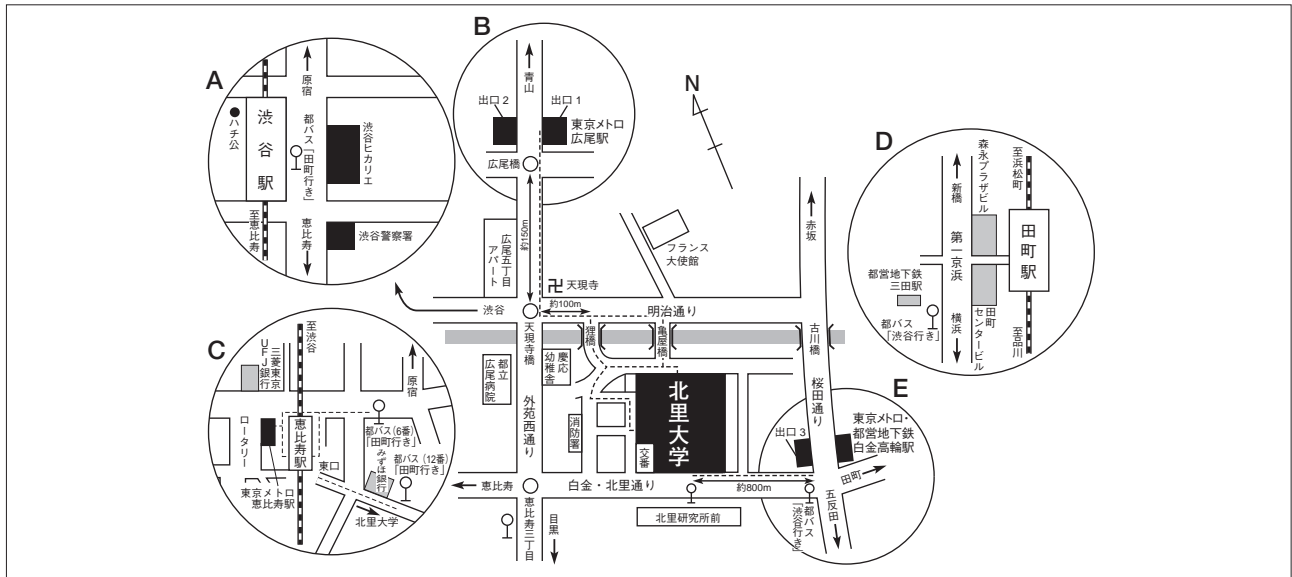 A
原宿
ハチ公
渋谷駅
都バス「田町行き」
渋谷ヒカリエ
至恵比寿
恵比寿
渋谷警察署
B
青山
出口2
出口1
東京メトロ
広尾駅
広尾橋
約150m
広尾五丁目
アパート
N
フランス
大使館
赤坂
卍 天現寺
渋谷
約100m
明治通り
天現寺橋
狸橋
亀屋橋
古川橋
都立
広尾病院
慶応
幼稚舎
外苑西通り
消防署
北里大学
交番
桜田通り
恵比寿
白金・北里通り
約800m
北里研究所前
恵比寿三丁目
目黒
C
至渋谷
三菱東京
UFJ銀行
原宿
ロータリー
恵比寿駅
都バス(6番)
「田町行き」
東口
みずほ銀行
都バス(12番)
「田町行き」
東京メトロ
恵比寿駅
北里大学
D
森永プラザビル
至浜松町
新橋
第一京浜
田町駅
都営地下鉄
三田駅
都バス
「渋谷行き」
横浜
田町
センタービル
至品川
E
東京メトロ・
都営地下鉄
白金高輪駅
出口3
田町
五反田
都バス
「渋谷行き」